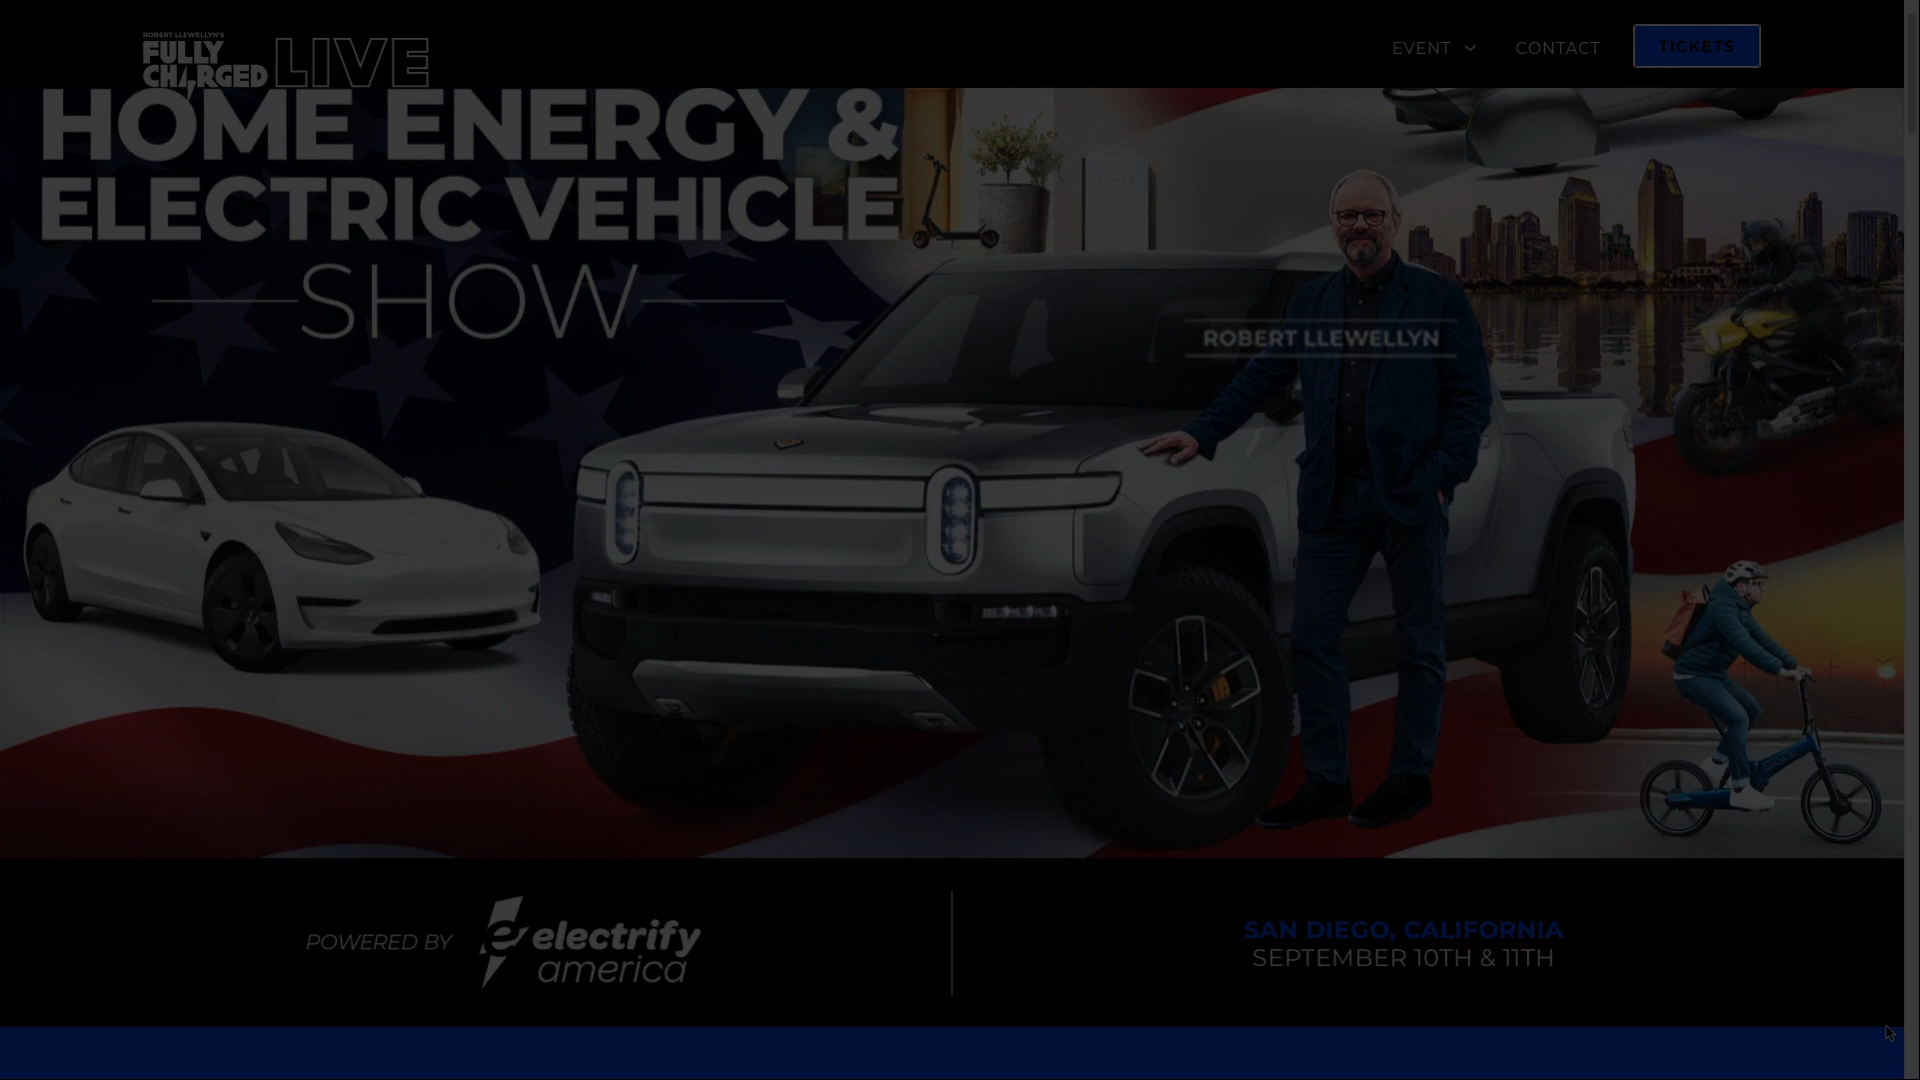 ROBERT LLEWELLYN'S
FULLY
CHARGED LIVE
EVENT
CONTACT
TICKETS
HOME ENERGY &
ELECTRIC VEHICLE
SHOW
ROBERT LLEWELLYN
POWERED BY
electrify
america
SAN DIEGO, CALIFORNIA
SEPTEMBER 10TH & 11TH